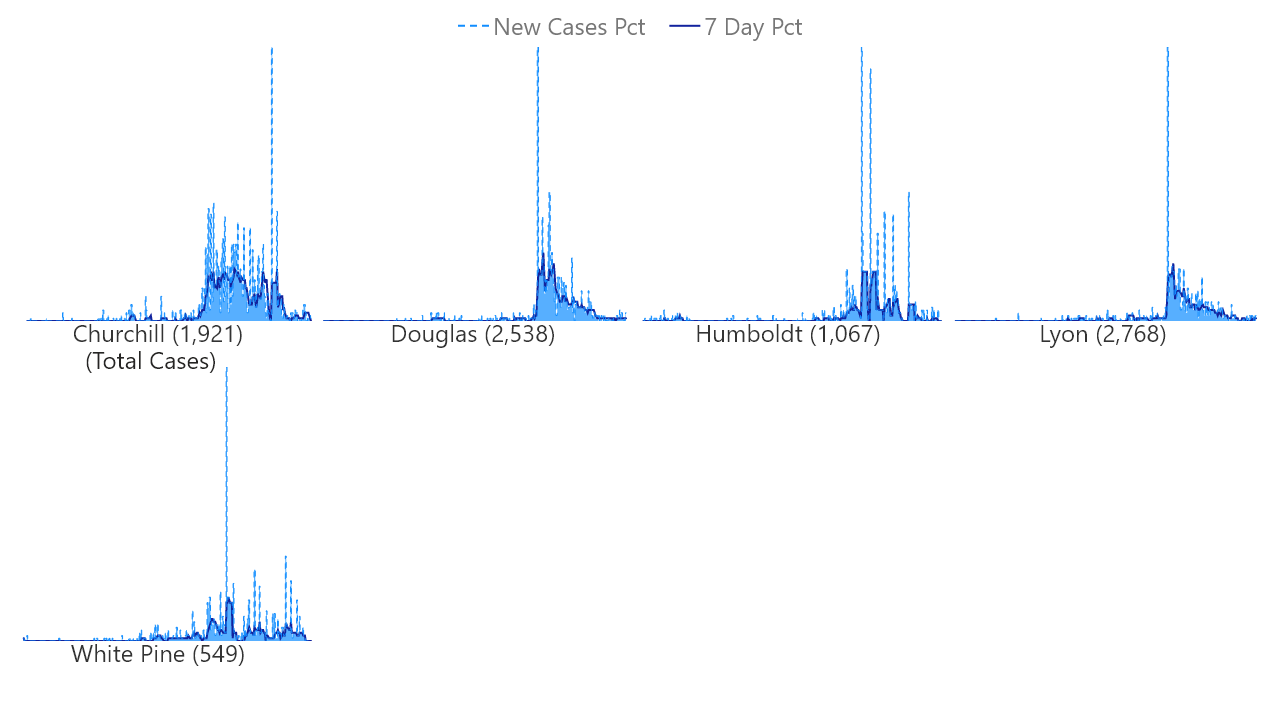 New Cases Pct 7 Day Pct
Churchill (1,921) Douglas (2,538) Humboldt (1,067) Lyon (2,768)
(Total Cases)
White Pine (549)